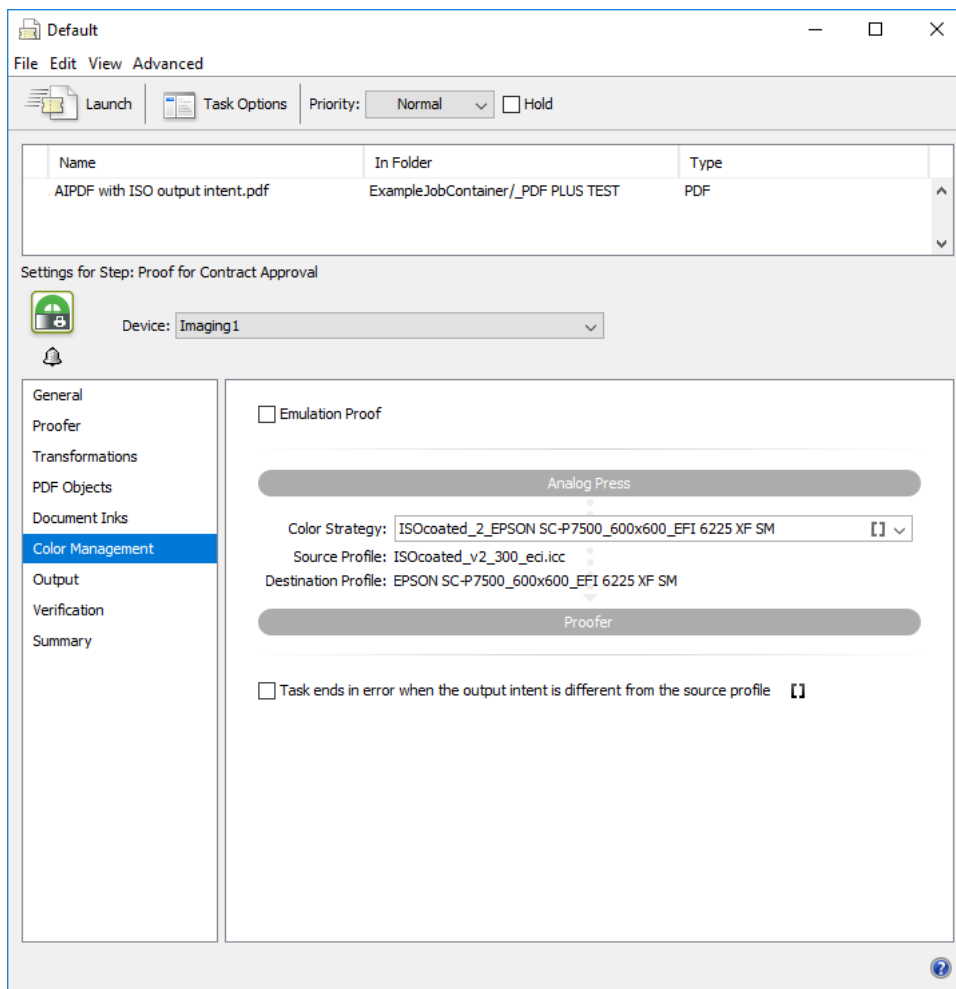 Default
File Edit View Advanced
Launch Task Options Priority: Normal Hold
Name In Folder Type
AIPDF with ISO output intent.pdf ExampleJobContainer/_PDF PLUS TEST PDF
Settings for Step: Proof for Contract Approval
Device: Imaging1
General
Proofer
Transformations
PDF Objects
Document Inks
Color Management
Output
Verification
Summary
Emulation Proof
Analog Press
Color Strategy: ISOcoated_2_EPSON SC-P7500_600x600_EFI 6225 XF SM []
Source Profile: ISOcoated_v2_300_eci.icc
Destination Profile: EPSON SC-P7500_600x600_EFI 6225 XF SM
Proofer
Task ends in error when the output intent is different from the source profile []
?